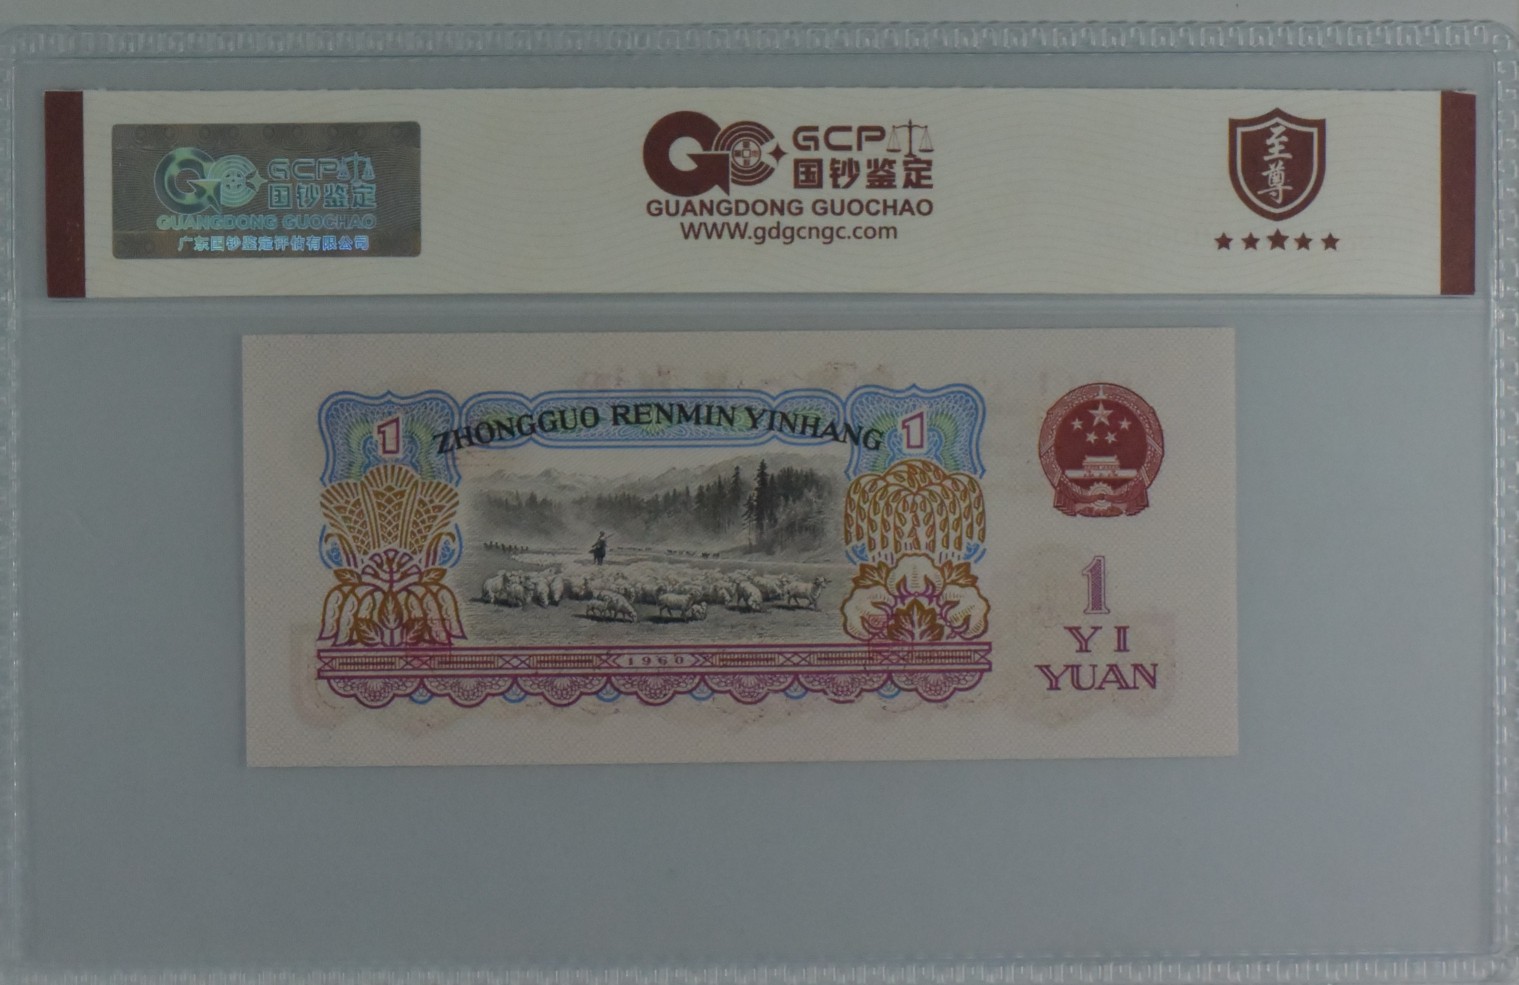 GCP
国钞鉴定
GUANGDONG GUOCHAO
广东国钞鉴定评估有限公司
GCP
国钞鉴定
GUANGDONG GUOCHAO
WWW.gdgcngc.com
至尊
1
ZHONGGUO RENMIN YINHANG
1
1960
1
YI
YUAN